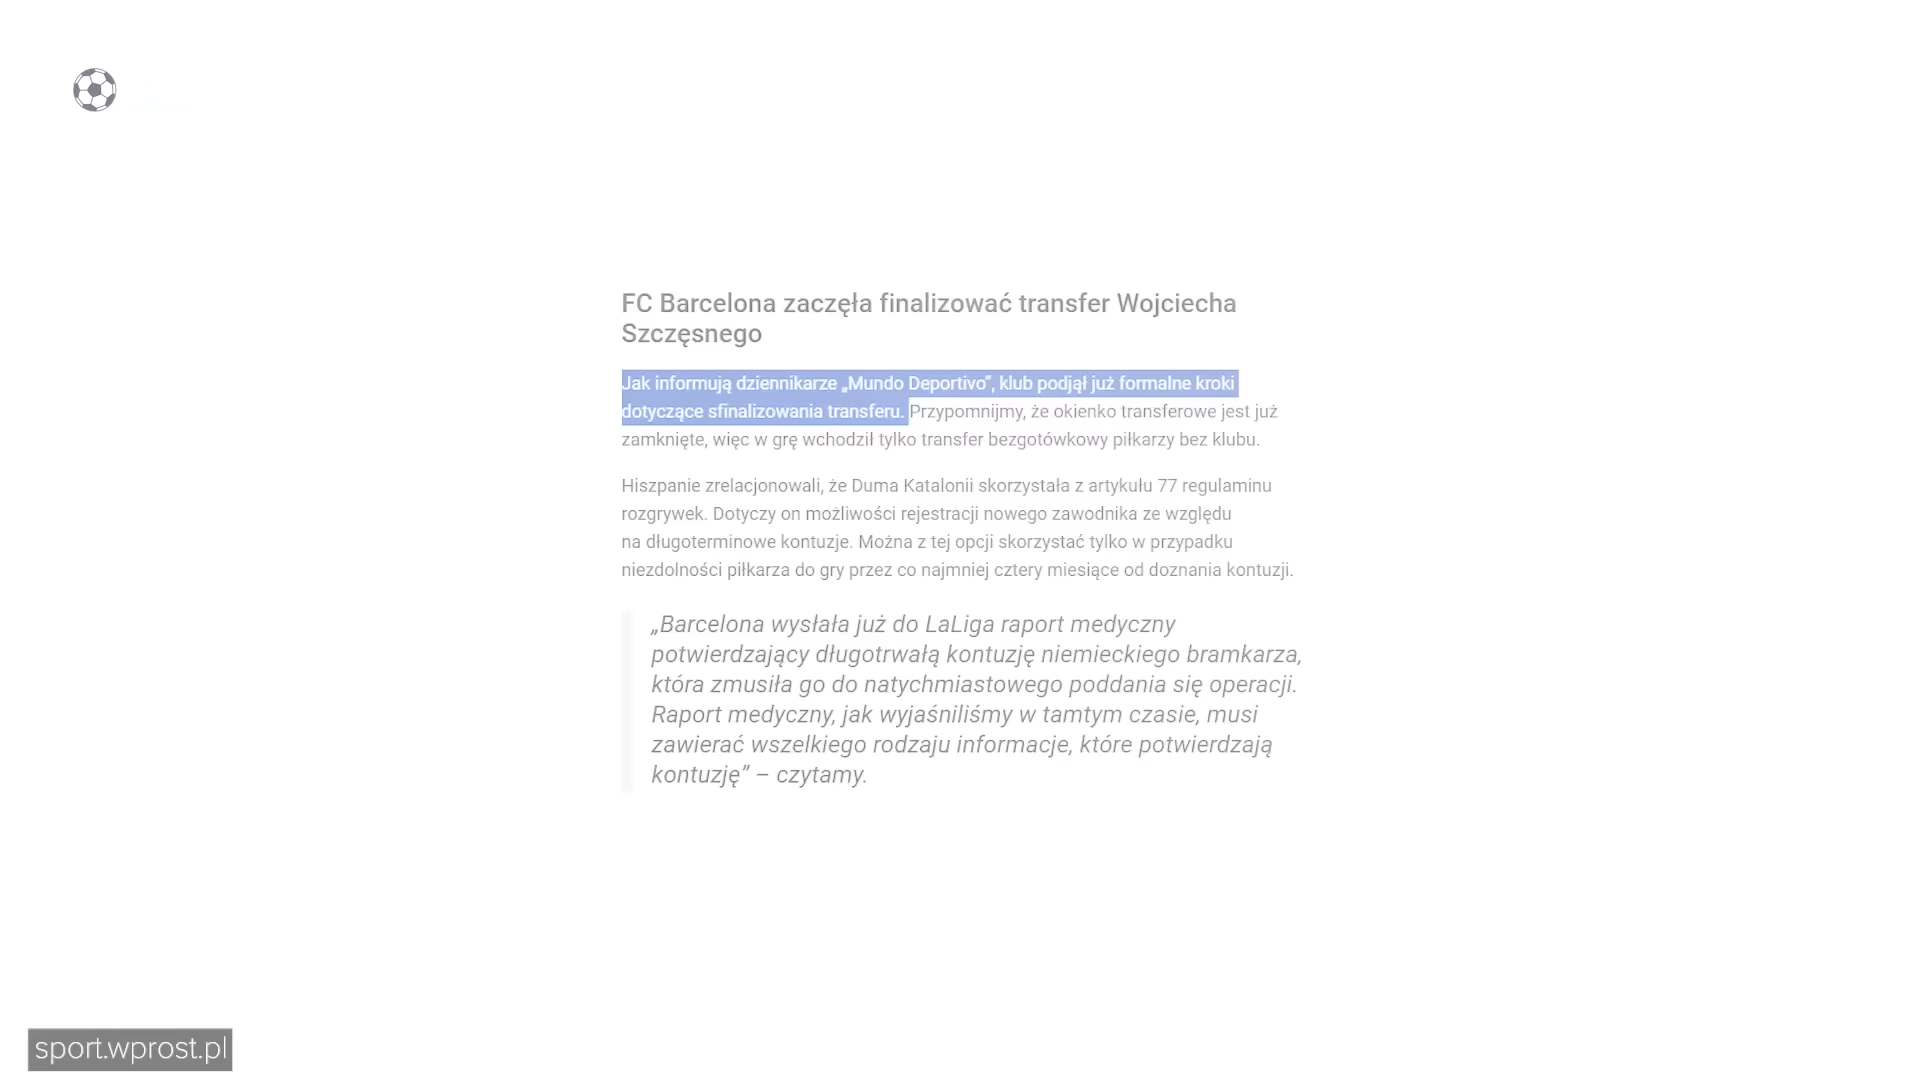 FC Barcelona zaczęła finalizować transfer Wojciecha
Szczęsnego
Jak informują dziennikarze „Mundo Deportivo”, klub podjął już formalne kroki
dotyczące sfinalizowania transferu. Przypomnijmy, że okienko transferowe jest już
zamknięte, więc w grę wchodził tylko transfer bezgotówkowy piłkarzy bez klubu.
Hiszpanie zrelacjonowali, że Duma Katalonii skorzystała z artykułu 77 regulaminu
rozgrywek. Dotyczy on możliwości rejestracji nowego zawodnika ze względu
na długoterminowe kontuzje. Można z tej opcji skorzystać tylko w przypadku
niezdolności piłkarza do gry przez co najmniej cztery miesiące od doznania kontuzji.
„Barcelona wysłała już do LaLiga raport medyczny
potwierdzający długotrwałą kontuzję niemieckiego bramkarza,
która zmusiła go do natychmiastowego poddania się operacji.
Raport medyczny, jak wyjaśniliśmy w tamtym czasie, musi
zawierać wszelkiego rodzaju informacje, które potwierdzają
kontuzję” – czytamy.
sport.wprost.pl